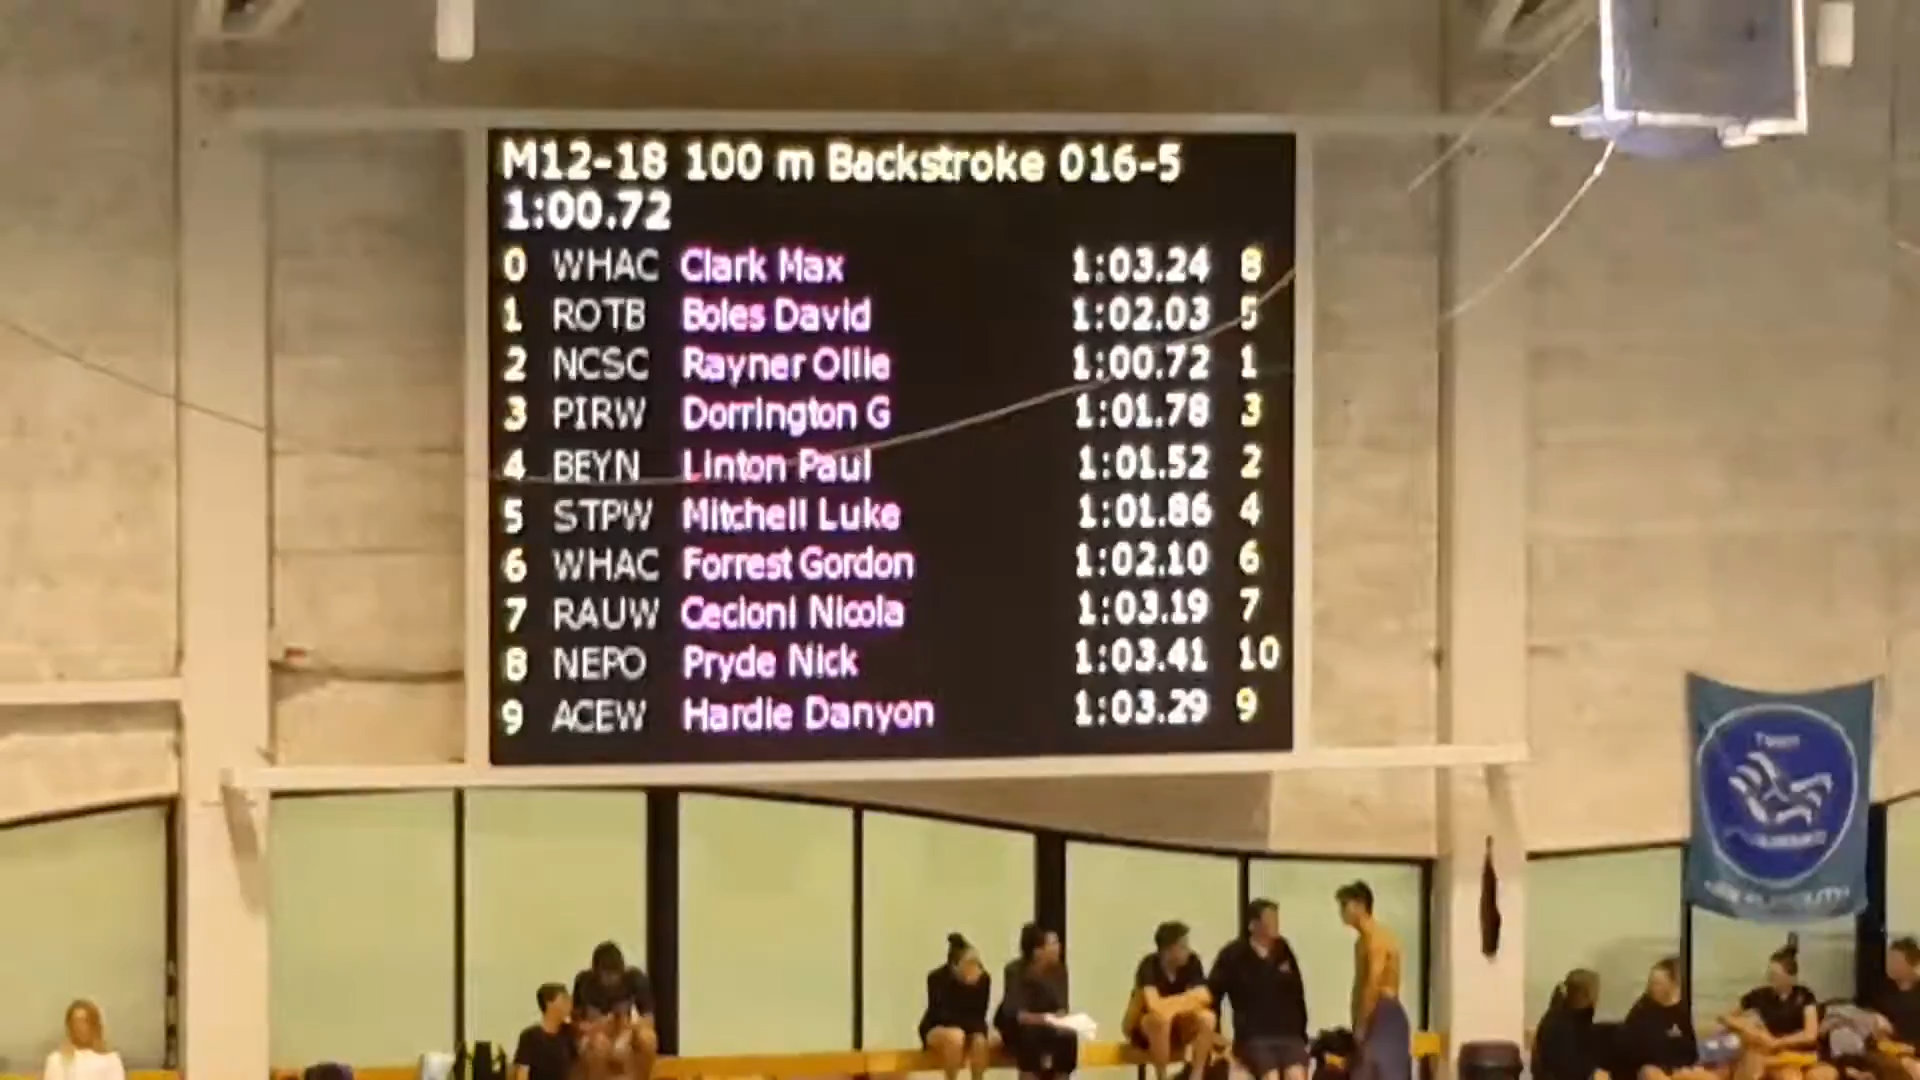 M12-18 100 m Backstroke 016-5
1:00.72
0 WHAC Clark Max 1:03.24 8
1 ROTB Boles David 1:02.03 5
2 NCSC Rayner Ollie 1:00.72 1
3 PIRW Dorrington G 1:01.78 3
4 BEYN Linton Paul 1:01.52 2
5 STPW Mitchell Luke 1:01.86 4
6 WHAC Forrest Gordon 1:02.10 6
7 RAUW Cecioni Nicola 1:03.19 7
8 NEPO Pryde Nick 1:03.41 10
9 ACEW Hardie Danyon 1:03.29 9
Team